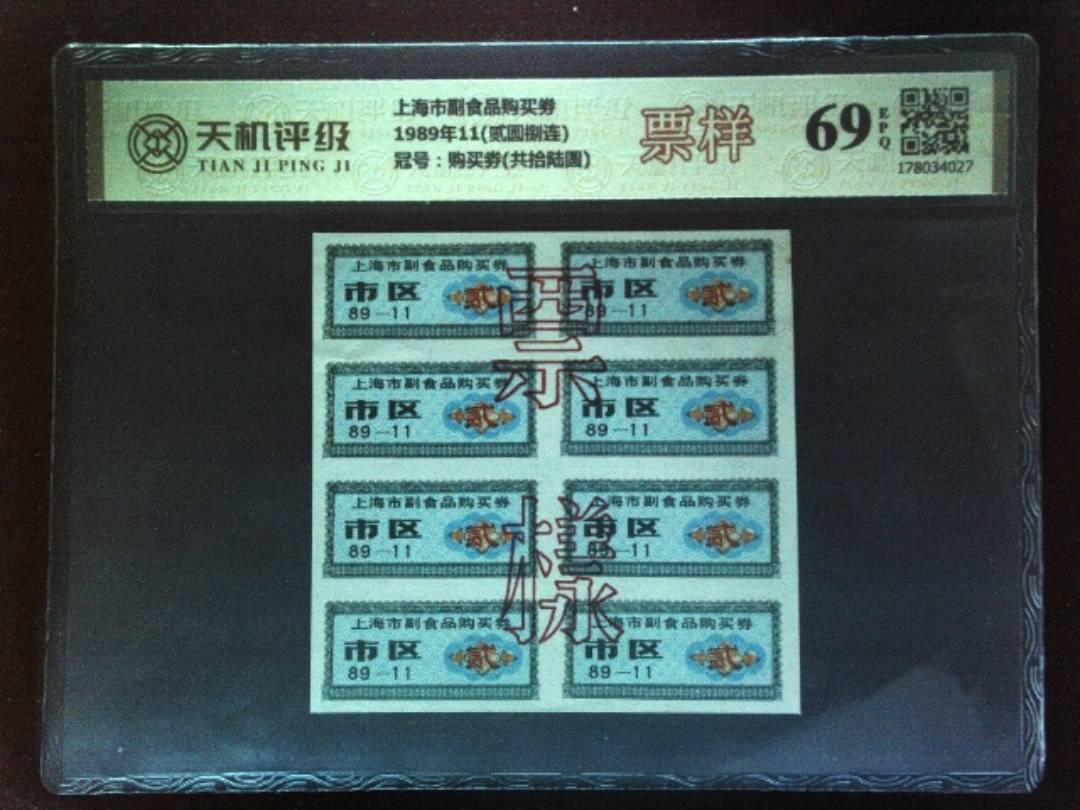 天机评级
TIAN JI PING JI
上海市副食品购买券
1989年11(贰圆捌连)
冠号：购买券(共拾陆圆)
票样
69
EPQ
178034027
上海市副食品购买券
市区
贰
89—11
上海市副食品购买券
市区
贰
89—11
上海市副食品购买券
市区
贰
89—11
上海市副食品购买券
市区
贰
89—11
上海市副食品购买券
市区
贰
89—11
上海市副食品购买券
市区
贰
89—11
上海市副食品购买券
市区
贰
89—11
上海市副食品购买券
市区
贰
89—11
票
樣